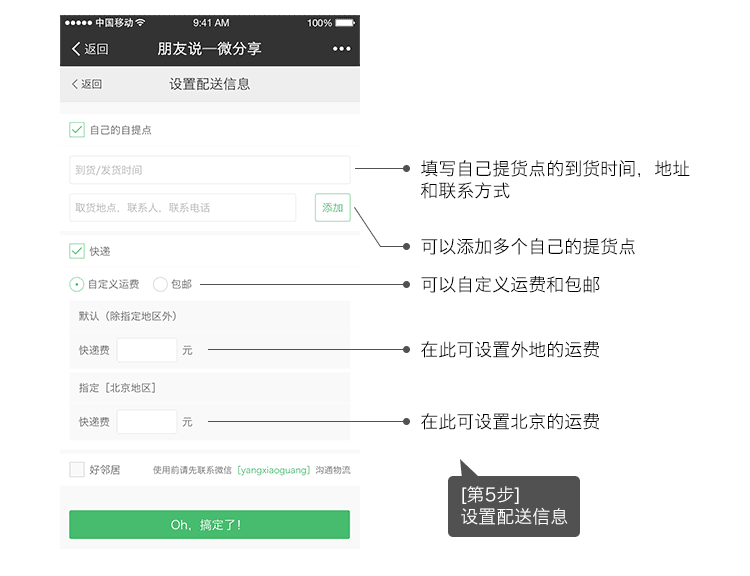 中国移动 9:41 AM 100%
返回 朋友说—微分享
返回 设置配送信息
自己的自提点
到货/发货时间
填写自己提货点的到货时间，地址
和联系方式
取货地点，联系人，联系电话 添加
可以添加多个自己的提货点
快递
自定义运费 包邮
可以自定义运费和包邮
默认（除指定地区外）
快递费 元
在此可设置外地的运费
指定［北京地区］
快递费 元
在此可设置北京的运费
好邻居 使用前请先联系微信［yangxiaoguang］沟通物流
[第5步]
设置配送信息
Oh，搞定了！